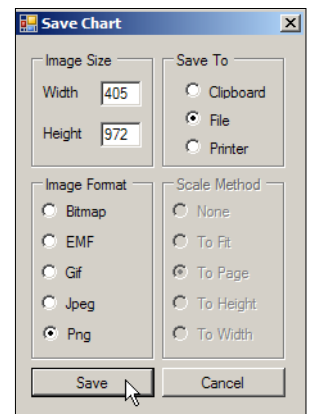 Save Chart
Image Size
Width 405
Height 972
Save To
Clipboard
File
Printer
Image Format
Bitmap
EMF
Gif
Jpeg
Png
Scale Method
None
To Fit
To Page
To Height
To Width
Save
Cancel